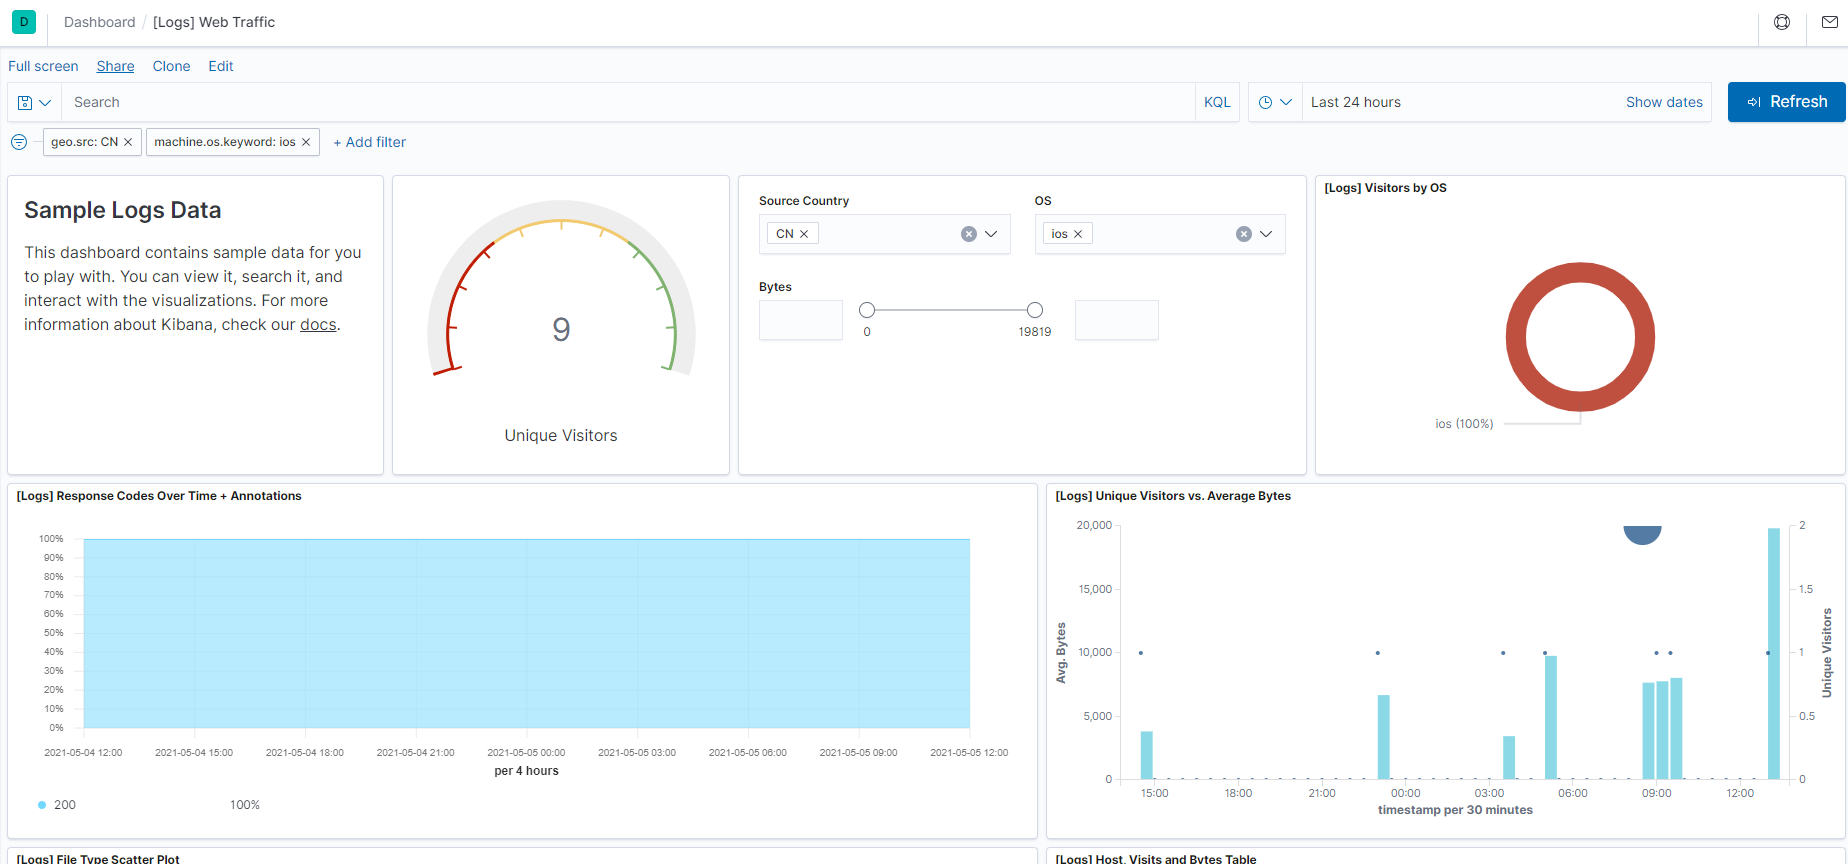 D
Dashboard / [Logs] Web Traffic
Full screen Share Clone Edit
Search KQL Last 24 hours Show dates Refresh
geo.src: CN × machine.os.keyword: ios × + Add filter
Sample Logs Data
This dashboard contains sample data for you
to play with. You can view it, search it, and
interact with the visualizations. For more
information about Kibana, check our docs.
9
Unique Visitors
Source Country OS
CN × ios ×
Bytes
0 19819
[Logs] Visitors by OS
ios (100%)
[Logs] Response Codes Over Time + Annotations
100%
90%
80%
70%
60%
50%
40%
30%
20%
10%
0%
2021-05-04 12:00 2021-05-04 15:00 2021-05-04 18:00 2021-05-04 21:00 2021-05-05 00:00 2021-05-05 03:00 2021-05-05 06:00 2021-05-05 09:00 2021-05-05 12:00
per 4 hours
200 100%
[Logs] Unique Visitors vs. Average Bytes
Avg. Bytes
20,000
15,000
10,000
5,000
0
2
1.5
1
0.5
0
Unique Visitors
15:00 18:00 21:00 00:00 03:00 06:00 09:00 12:00
timestamp per 30 minutes
[Logs] File Type Scatter Plot
[Logs] Host, Visits and Bytes Table